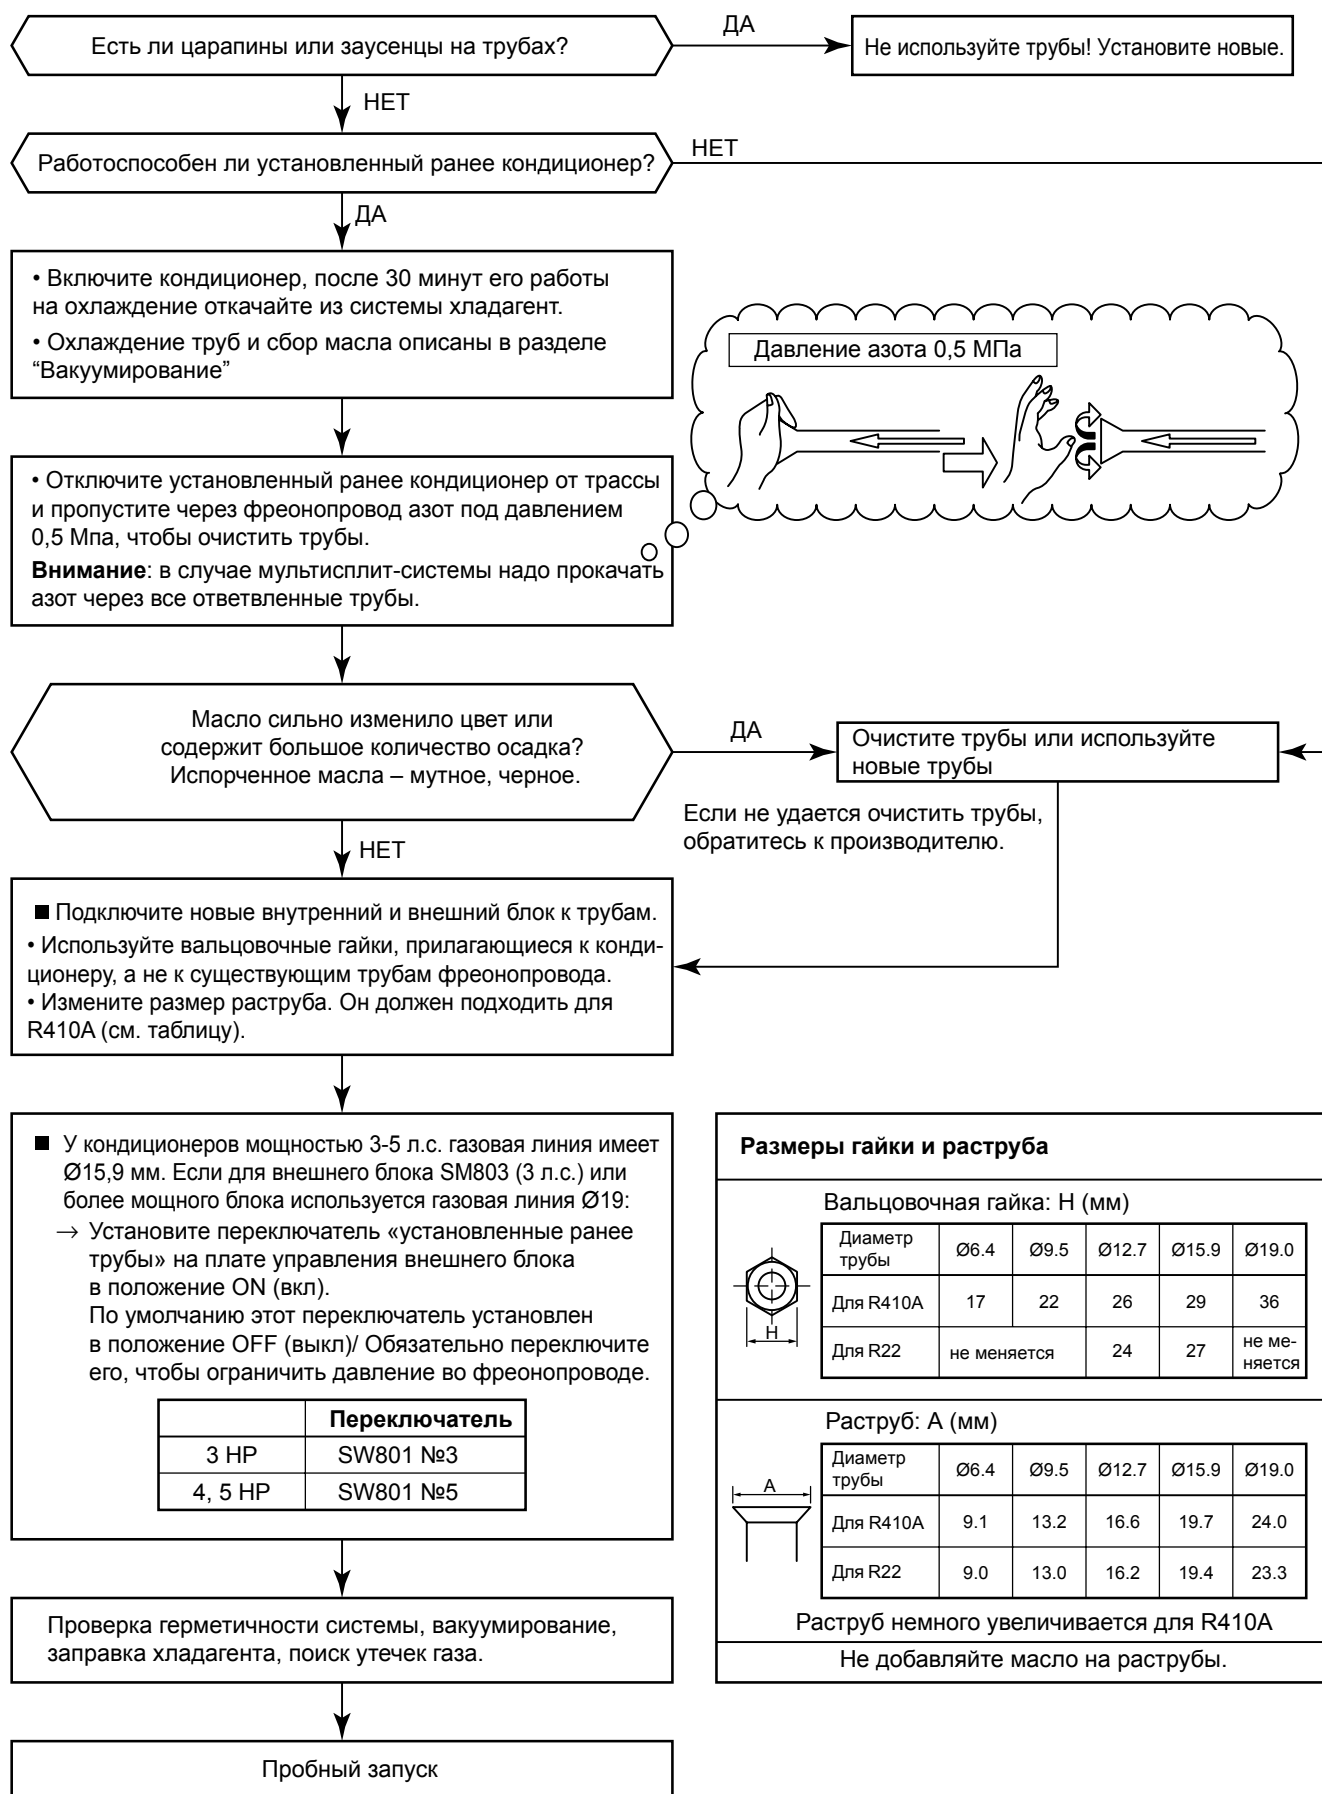 Есть ли царапины или заусенцы на трубах?
ДА
Не используйте трубы! Установите новые.
НЕТ
Работоспособен ли установленный ранее кондиционер?
НЕТ
ДА
• Включите кондиционер, после 30 минут его работы
на охлаждение откачайте из системы хладагент.
• Охлаждение труб и сбор масла описаны в разделе
“Вакуумирование”
Давление азота 0,5 МПа
• Отключите установленный ранее кондиционер от трассы
и пропустите через фреонопровод азот под давлением
0,5 Мпа, чтобы очистить трубы.
Внимание: в случае мультисплит-системы надо прокачать
азот через все ответвленные трубы.
Масло сильно изменило цвет или
содержит большое количество осадка?
Испорченное масла – мутное, черное.
ДА
Очистите трубы или используйте
новые трубы
Если не удается очистить трубы,
обратитесь к производителю.
НЕТ
■ Подключите новые внутренний и внешний блок к трубам.
• Используйте вальцовочные гайки, прилагающиеся к конди-
ционеру, а не к существующим трубам фреонопровода.
• Измените размер раструба. Он должен подходить для
R410A (см. таблицу).
■ У кондиционеров мощностью 3-5 л.с. газовая линия имеет
Ø15,9 мм. Если для внешнего блока SM803 (3 л.с.) или
более мощного блока используется газовая линия Ø19:
→ Установите переключатель «установленные ранее
трубы» на плате управления внешнего блока
в положение ON (вкл).
По умолчанию этот переключатель установлен
в положение OFF (выкл)/ Обязательно переключите
его, чтобы ограничить давление во фреонопроводе.
Переключатель
3 HP SW801 №3
4, 5 HP SW801 №5
Размеры гайки и раструба
Вальцовочная гайка: H (мм)
H
Диаметр
трубы Ø6.4 Ø9.5 Ø12.7 Ø15.9 Ø19.0
Для R410A 17 22 26 29 36
Для R22 не меняется 24 27 не ме-
няется
Раструб: A (мм)
A
Диаметр
трубы Ø6.4 Ø9.5 Ø12.7 Ø15.9 Ø19.0
Для R410A 9.1 13.2 16.6 19.7 24.0
Для R22 9.0 13.0 16.2 19.4 23.3
Раструб немного увеличивается для R410A
Не добавляйте масло на раструбы.
Проверка герметичности системы, вакуумирование,
заправка хладагента, поиск утечек газа.
Пробный запуск